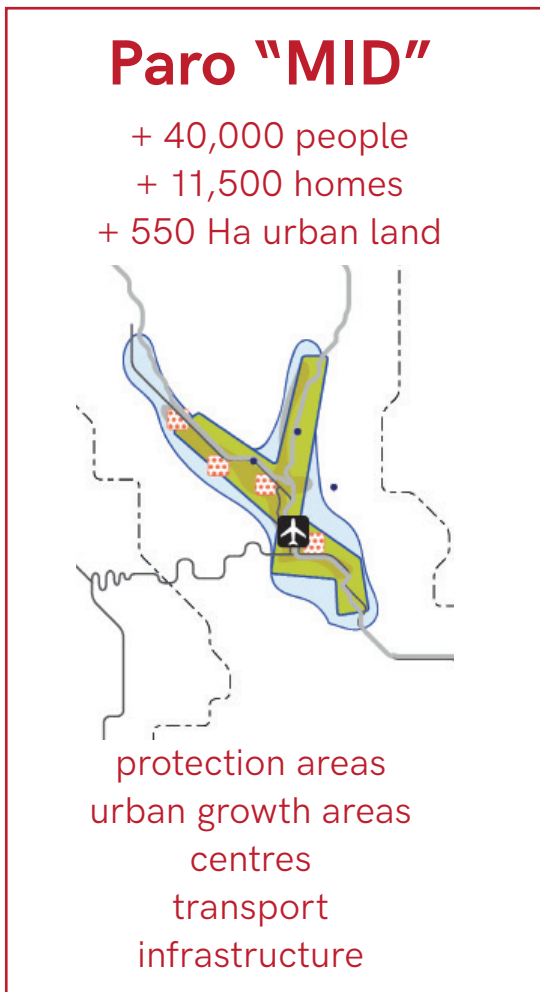 Paro “MID”
+ 40,000 people
+ 11,500 homes
+ 550 Ha urban land
protection areas
urban growth areas
centres
transport
infrastructure